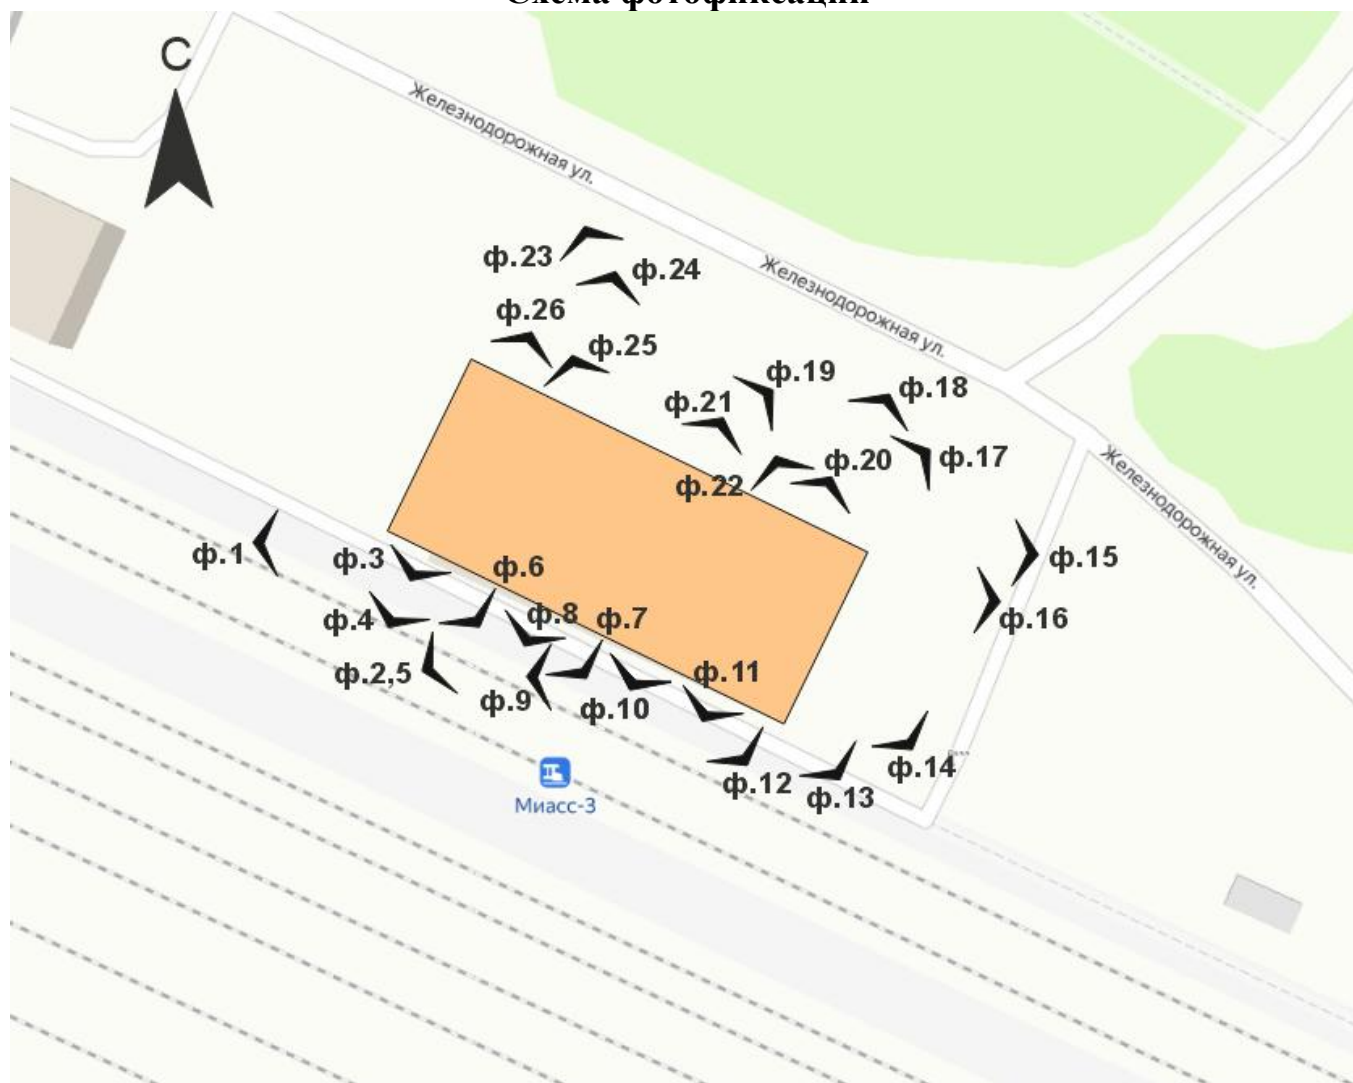 Схема фотофиксации
С
Железнодорожная ул.
ф.23
ф.24
Железнодорожная ул.
ф.26
ф.25
ф.19
ф.18
ф.21
ф.20
ф.17
ф.22
Железнодорожная ул.
ф.1
ф.3
ф.6
ф.15
ф.4
ф.8
ф.7
ф.16
ф.2,5
ф.11
ф.9
ф.10
ф.14
ф.12
ф.13
Миасс-3